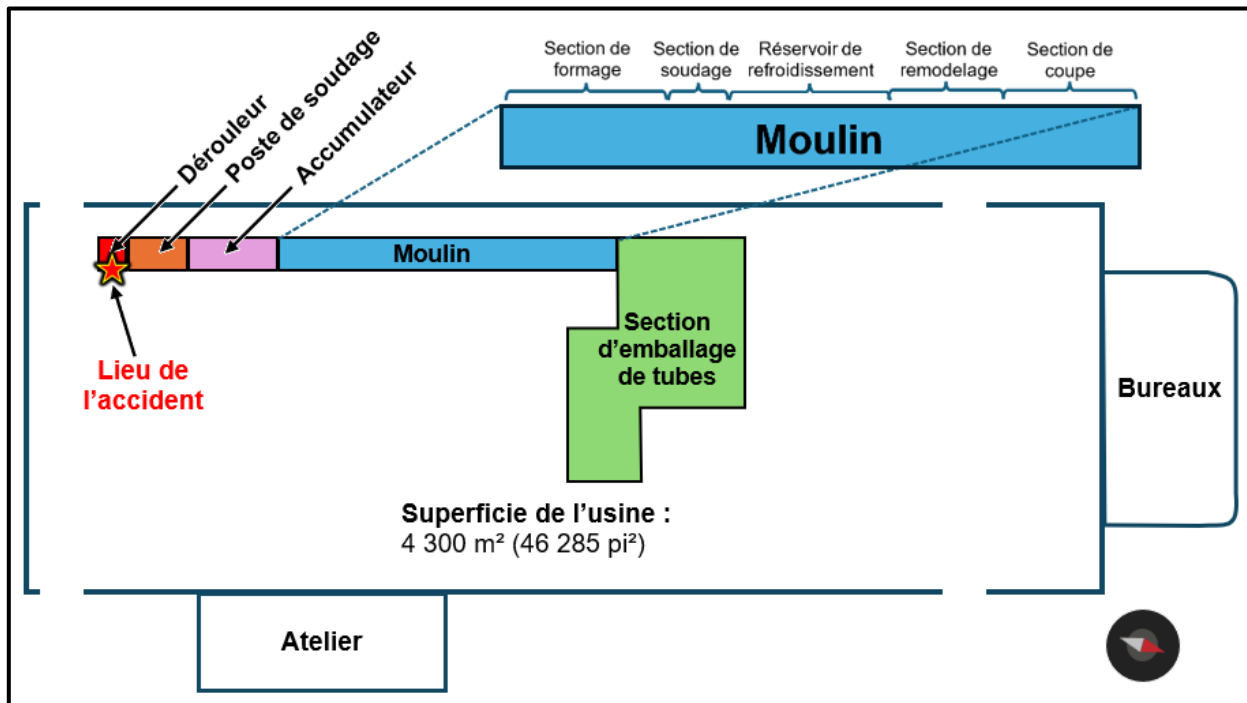 Section de
formage
Section de
soudage
Réservoir de
refroidissement
Section de
remodelage
Section de
coupe
Moulin
Dérouleur
Poste de soudage
Accumulateur
Moulin
Section
d'emballage
de tubes
Lieu de
l'accident
Bureaux
Superficie de l'usine :
4 300 m² (46 285 pi²)
Atelier